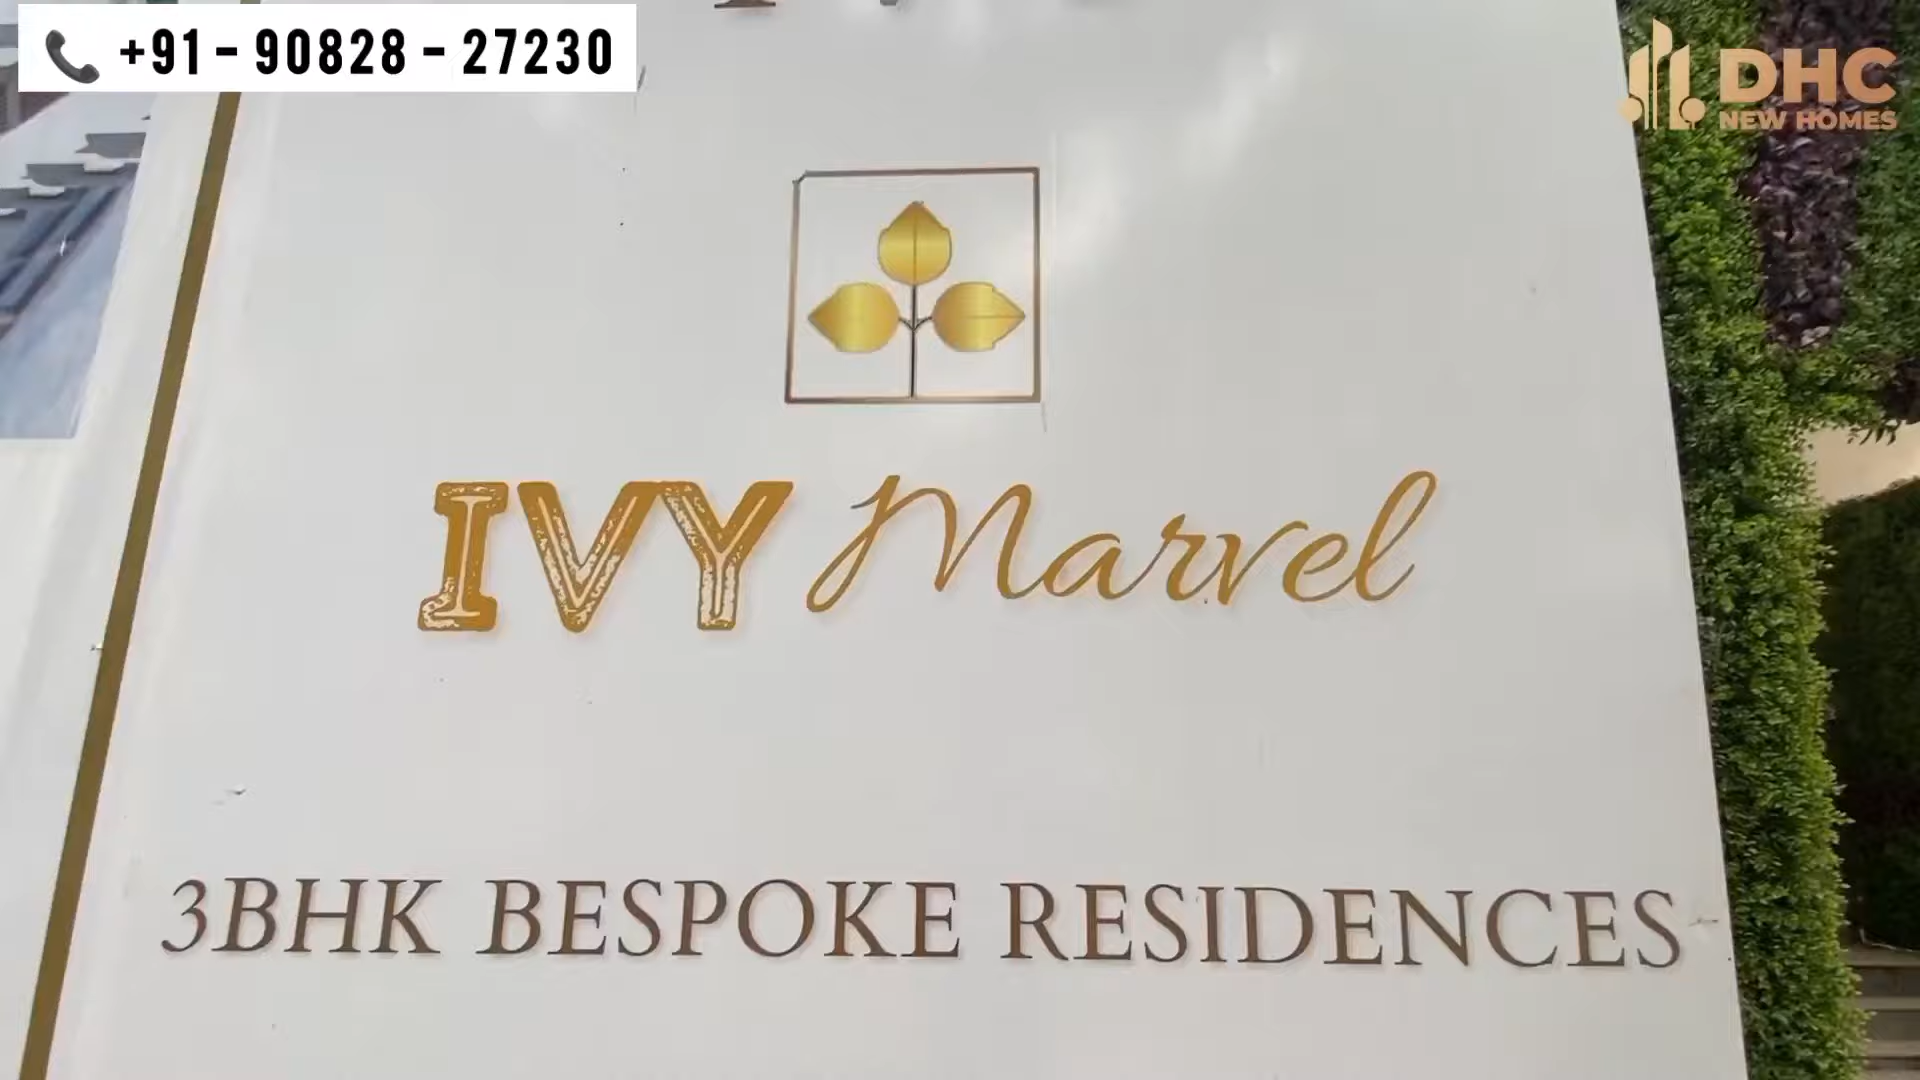 +91 - 90828 - 27230
DHC
NEW HOMES
IVY Marvel
3BHK BESPOKE RESIDENCES